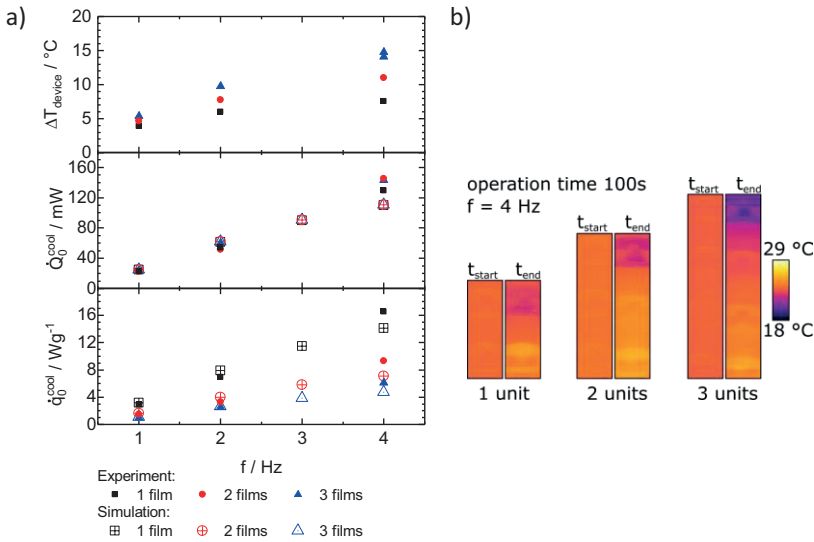 a)
ΔT_device / °C
20
15
10
5
0
Q̇₀^cool / mW
160
120
80
40
0
q̇₀^cool / Wg⁻¹
16
12
8
4
0
1 2 3 4
f / Hz
Experiment:
1 film 2 films 3 films
Simulation:
1 film 2 films 3 films
b)
operation time 100s
f = 4 Hz
t_start t_end
1 unit
t_start t_end
2 units
t_start t_end
3 units
29 °C
18 °C